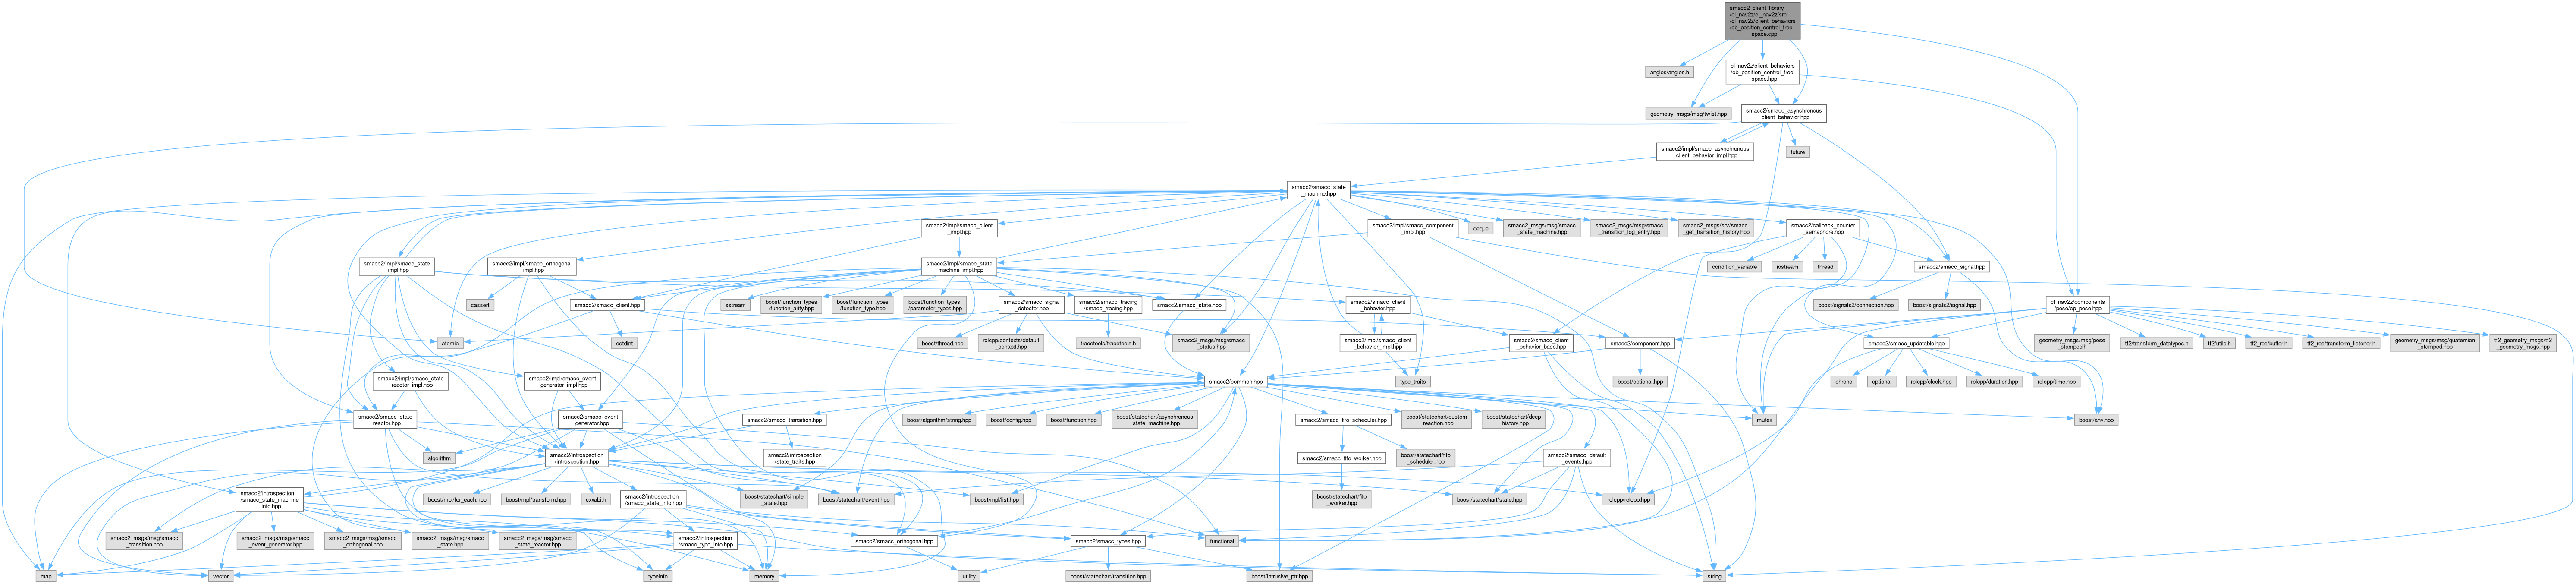 smacc2_client_library
/cl_nav2z/cl_nav2z/src
/cl_nav2z/client_behaviors
/cb_position_control_free
_space.cpp
angles/angles.h
cl_nav2z/client_behaviors
/cb_position_control_free
_space.hpp
geometry_msgs/msg/twist.hpp
smacc2/smacc_asynchronous
_client_behavior.hpp
smacc2/impl/smacc_asynchronous
_client_behavior_impl.hpp
future
smacc2/smacc_state
_machine.hpp
smacc2/impl/smacc_client
_impl.hpp
smacc2/impl/smacc_component
_impl.hpp
deque
smacc2_msgs/msg/smacc
_state_machine.hpp
smacc2_msgs/msg/smacc
_transition_log_entry.hpp
smacc2_msgs/srv/smacc
_get_transition_history.hpp
smacc2/callback_counter
_semaphore.hpp
smacc2/impl/smacc_state
_impl.hpp
smacc2/impl/smacc_orthogonal
_impl.hpp
smacc2/impl/smacc_state
_machine_impl.hpp
condition_variable
iostream
thread
smacc2/smacc_signal.hpp
cassert
smacc2/smacc_client.hpp
sstream
boost/function_types
/function_arity.hpp
boost/function_types
/function_type.hpp
boost/function_types
/parameter_types.hpp
smacc2/smacc_signal
_detector.hpp
smacc2/smacc_tracing
/smacc_tracing.hpp
smacc2/smacc_state.hpp
smacc2/smacc_client
_behavior.hpp
boost/signals2/connection.hpp
boost/signals2/signal.hpp
cl_nav2z/components
/pose/cp_pose.hpp
atomic
cstdint
boost/thread.hpp
rclcpp/contexts/default
_context.hpp
tracetools/tracetools.h
smacc2_msgs/msg/smacc
_status.hpp
smacc2/impl/smacc_client
_behavior_impl.hpp
smacc2/smacc_client
_behavior_base.hpp
smacc2/component.hpp
smacc2/smacc_updatable.hpp
geometry_msgs/msg/pose
_stamped.h
tf2/transform_datatypes.h
tf2/utils.h
tf2_ros/buffer.h
tf2_ros/transform_listener.h
geometry_msgs/msg/quaternion
_stamped.hpp
tf2_geometry_msgs/tf2
_geometry_msgs.hpp
smacc2/impl/smacc_state
_reactor_impl.hpp
smacc2/impl/smacc_event
_generator_impl.hpp
smacc2/common.hpp
type_traits
boost/optional.hpp
chrono
optional
rclcpp/clock.hpp
rclcpp/duration.hpp
rclcpp/time.hpp
smacc2/smacc_state
_reactor.hpp
smacc2/smacc_event
_generator.hpp
smacc2/smacc_transition.hpp
boost/algorithm/string.hpp
boost/config.hpp
boost/function.hpp
boost/statechart/asynchronous
_state_machine.hpp
smacc2/smacc_fifo_scheduler.hpp
boost/statechart/custom
_reaction.hpp
boost/statechart/deep
_history.hpp
mutex
boost/any.hpp
algorithm
smacc2/introspection
/introspection.hpp
smacc2/introspection
/state_traits.hpp
smacc2/smacc_fifo_worker.hpp
boost/statechart/fifo
_scheduler.hpp
smacc2/smacc_default
_events.hpp
smacc2/introspection
/smacc_state_machine
_info.hpp
boost/mpl/for_each.hpp
boost/mpl/transform.hpp
cxxabi.h
smacc2/introspection
/smacc_state_info.hpp
boost/statechart/simple
_state.hpp
boost/statechart/event.hpp
boost/mpl/list.hpp
boost/statechart/fifo
_worker.hpp
boost/statechart/state.hpp
rclcpp/rclcpp.hpp
smacc2_msgs/msg/smacc
_transition.hpp
smacc2_msgs/msg/smacc
_event_generator.hpp
smacc2_msgs/msg/smacc
_orthogonal.hpp
smacc2_msgs/msg/smacc
_state.hpp
smacc2_msgs/msg/smacc
_state_reactor.hpp
smacc2/introspection
/smacc_type_info.hpp
smacc2/smacc_orthogonal.hpp
smacc2/smacc_types.hpp
functional
map
vector
typeinfo
memory
utility
boost/statechart/transition.hpp
boost/intrusive_ptr.hpp
string